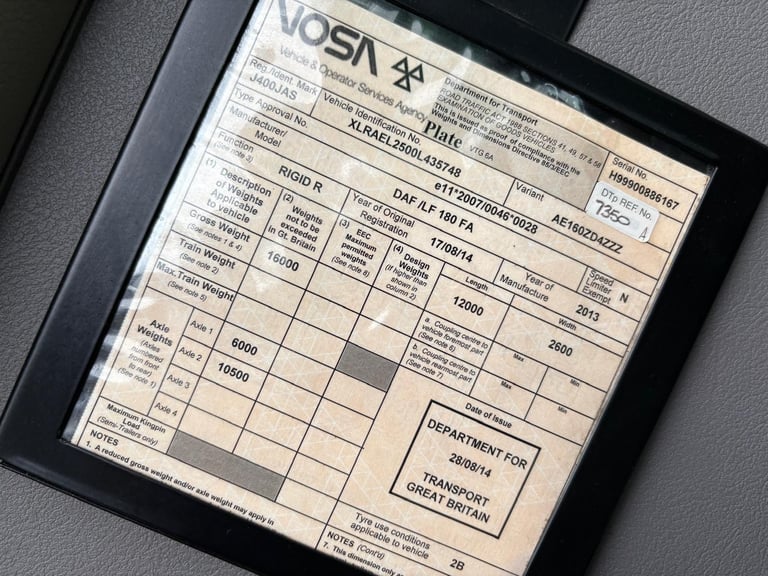 VOSA
Vehicle & Operator Services Agency
Department for Transport
ROAD TRAFFIC ACT 1988 SECTIONS 41, 49, 57 & 58
EXAMINATION OF GOODS VEHICLES
This is issued as proof of compliance with the
Weights and Dimensions Directive 85/3/EEC
Plate VTG 6A
Reg./Ident. Mark
J400JAS
Vehicle Identification No.
XLRAEL2500L435748
Serial No.
H99900886167
Type Approval No.
e11*2007/0046*0028
Variant
AE160ZD4ZZZ
DTp REF. No.
7350 A
Manufacturer/
Model
DAF /LF 180 FA
Function
(See note 3)
RIGID R
Year of Original
Registration
17/08/14
Year of
Manufacture
2013
Speed
Limiter
Exempt
N
(1) Description
of Weights
Applicable
to vehicle
(2) Weights
not to be
exceeded
in Gt. Britain
(3) EEC
Maximum
permitted
weights
(See note 8)
(4) Design
Weights
(If higher than
shown in
column 2)
Length
12000
Width
2600
Gross Weight
(See notes 1 & 4)
16000
Train Weight
(See note 2)
Max.Train Weight
(See note 5)
a. Coupling centre to
vehicle foremost part
(See note 6)
Max
Min
b. Coupling centre to
vehicle rearmost part
(See note 7)
Max
Min
Axle
Weights
(Axles
numbered
from front
to rear)
(See note 1)
Axle 1
6000
Axle 2
10500
Axle 3
Axle 4
Maximum Kingpin
Load
(Semi-Trailers only)
Date of Issue
DEPARTMENT FOR
28/08/14
TRANSPORT
GREAT BRITAIN
NOTES
1. A reduced gross weight and/or axle weight may apply in
Tyre use conditions
applicable to vehicle
2B
NOTES (Cont'd)
7. This dimension only